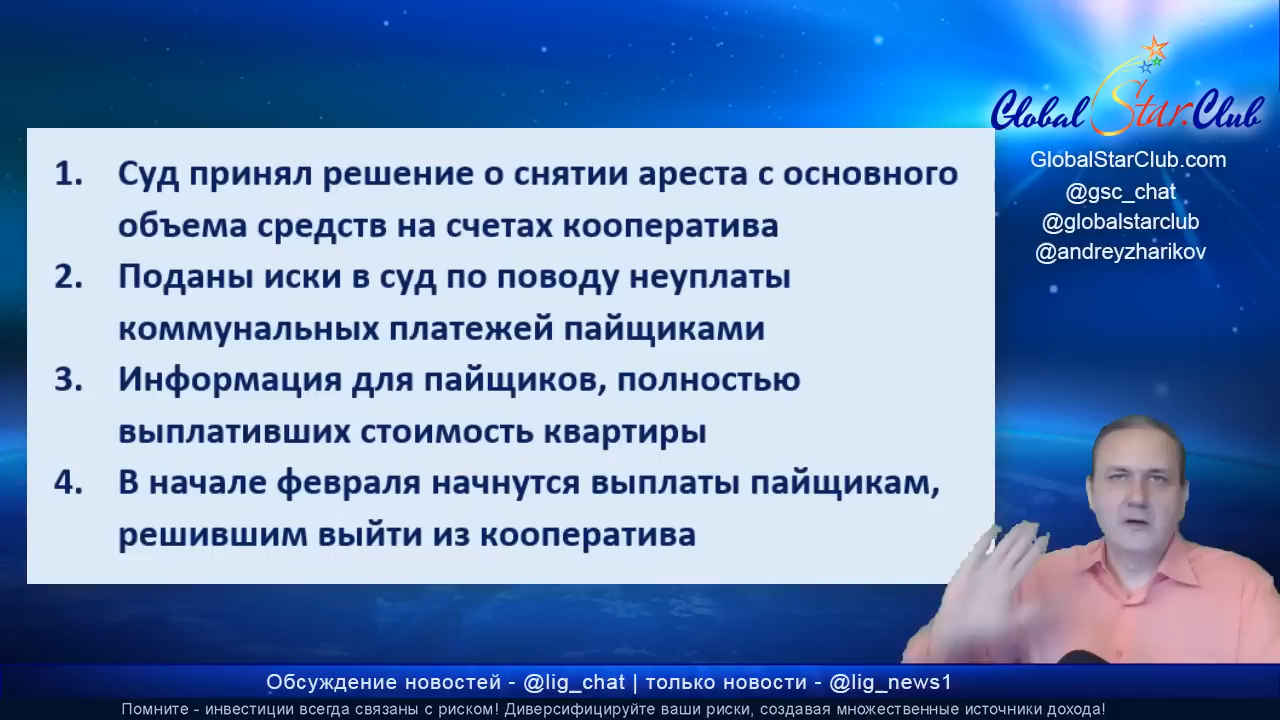 Global Star.Club
GlobalStarClub.com
@gsc_chat
@globalstarclub
@andreyzharikov
1. Суд принял решение о снятии ареста с основного
объема средств на счетах кооператива
2. Поданы иски в суд по поводу неуплаты
коммунальных платежей пайщиками
3. Информация для пайщиков, полностью
выплативших стоимость квартиры
4. В начале февраля начнутся выплаты пайщикам,
решившим выйти из кооператива
Обсуждение новостей - @lig_chat | только новости - @lig_news1
Помните - инвестиции всегда связаны с риском! Диверсифицируйте ваши риски, создавая множественные источники дохода!